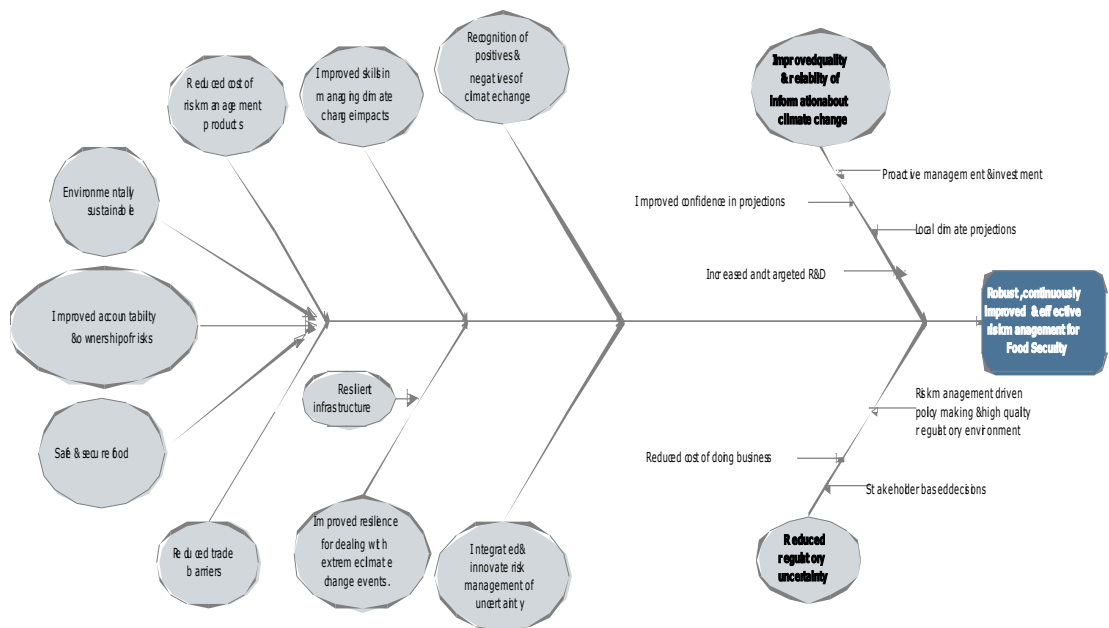 Recognition of
positives &
negatives of
climate change
Improved skills in
managing climate
change impacts
Reduced cost of
risk management
products
Improved quality
& reliablity of
information about
climate change
Environmentally
sustainable
Proactive management & investment
Improved confidence in projections
Local climate projections
Increased and targeted R&D
Improved accountability
& ownership of risks
Robust, continuously
improved & effective
risk management for
Food Security
Resilient
infrastructure
Risk management driven
policy making & high quality
regulatory environment
Safe & secure food
Reduced cost of doing business
Stakeholder based decisions
Reduced trade
barriers
Improved resilience
for dealing with
extreme climate
change events.
Integrated &
innovate risk
management of
uncertainty
Reduced
regulatory
uncertainty